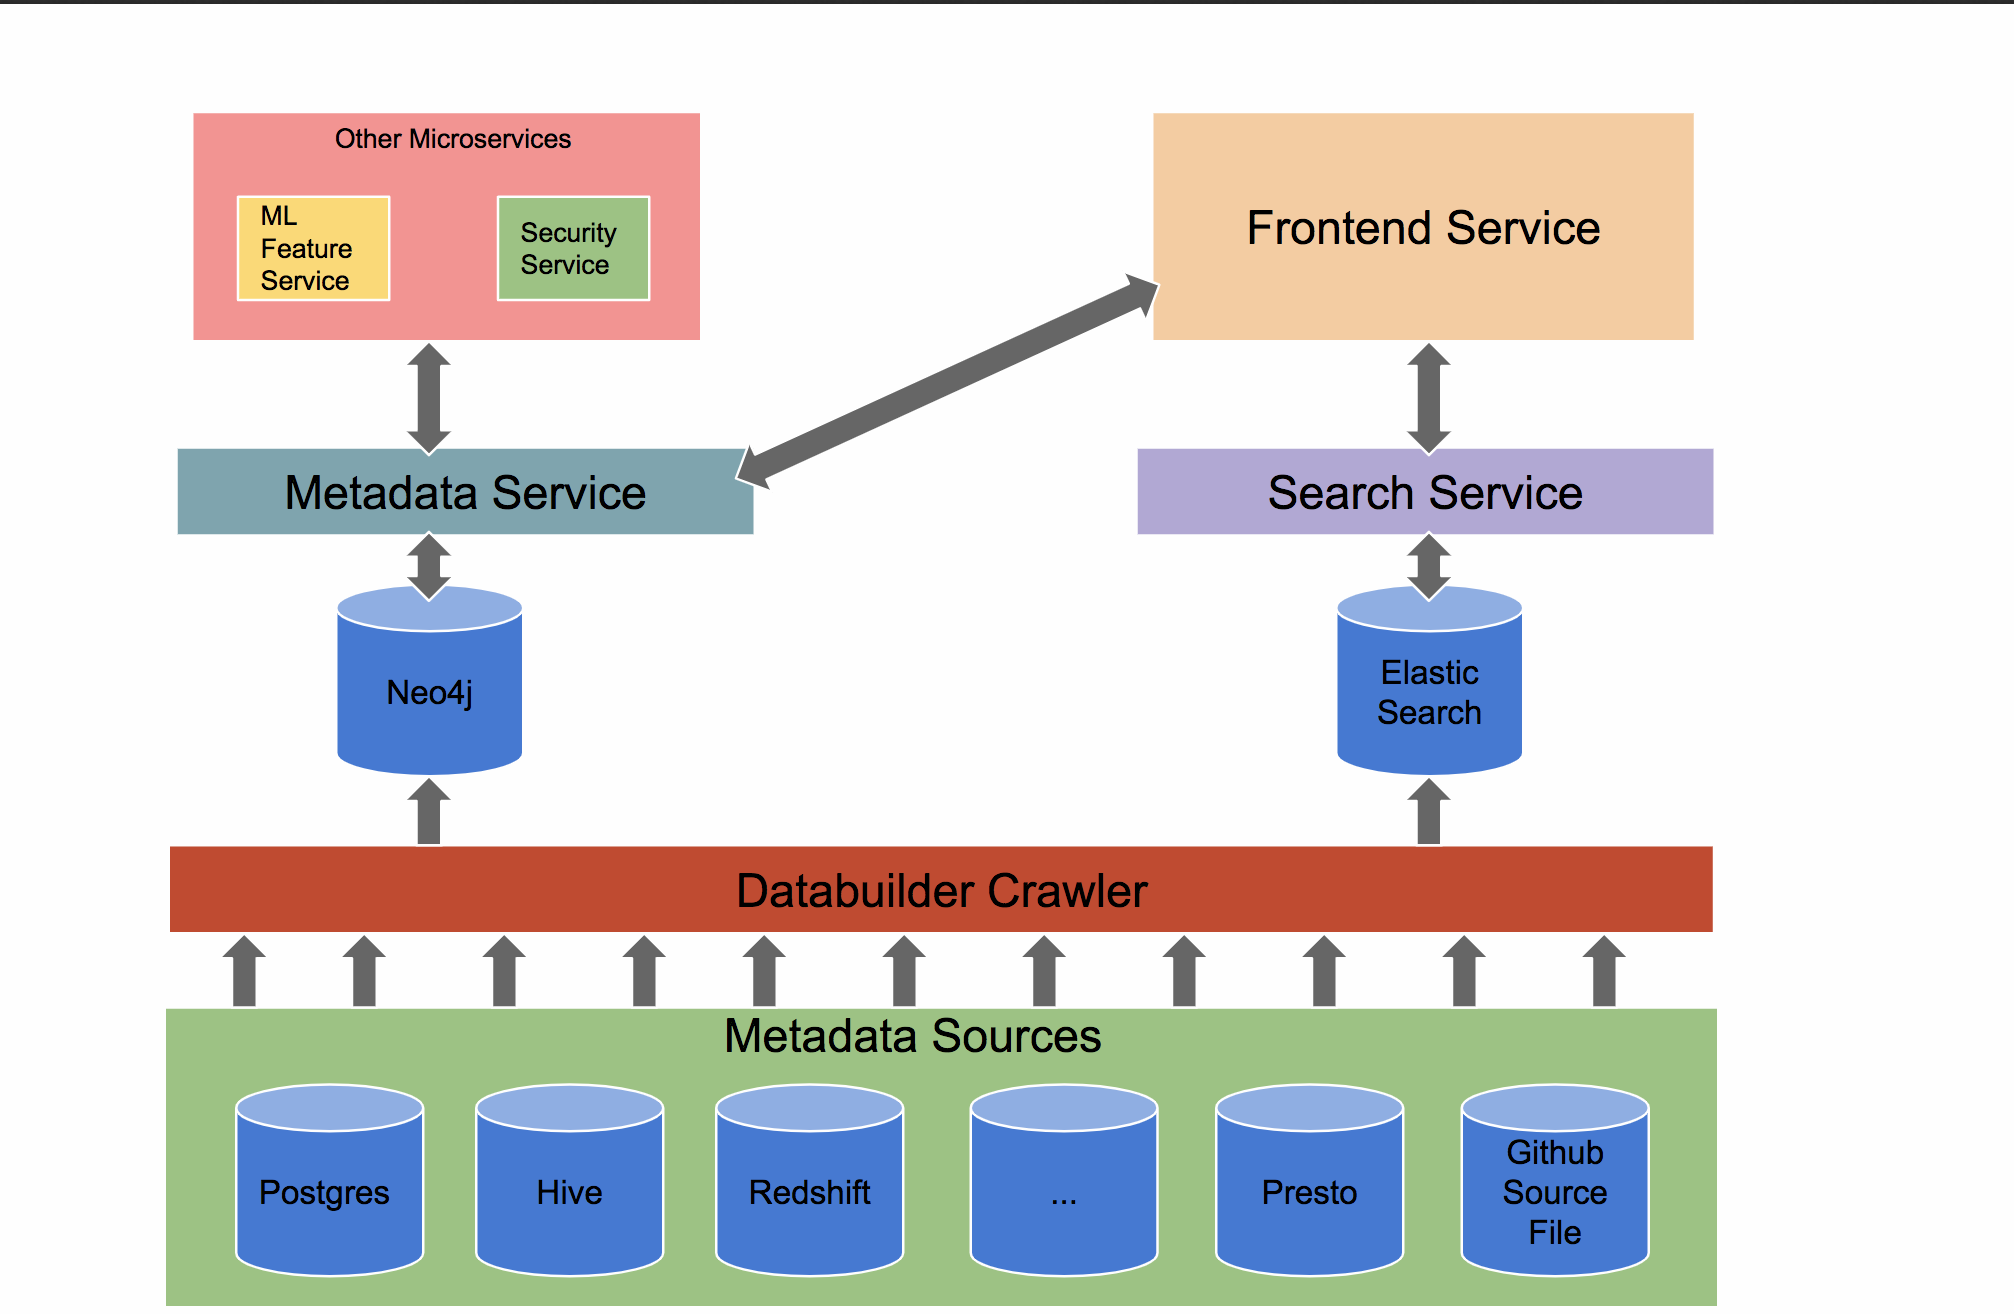 Other Microservices
ML
Feature
Service
Security
Service
Frontend Service
Metadata Service
Search Service
Neo4j
Elastic
Search
Databuilder Crawler
Metadata Sources
Postgres
Hive
Redshift
...
Presto
Github
Source
File